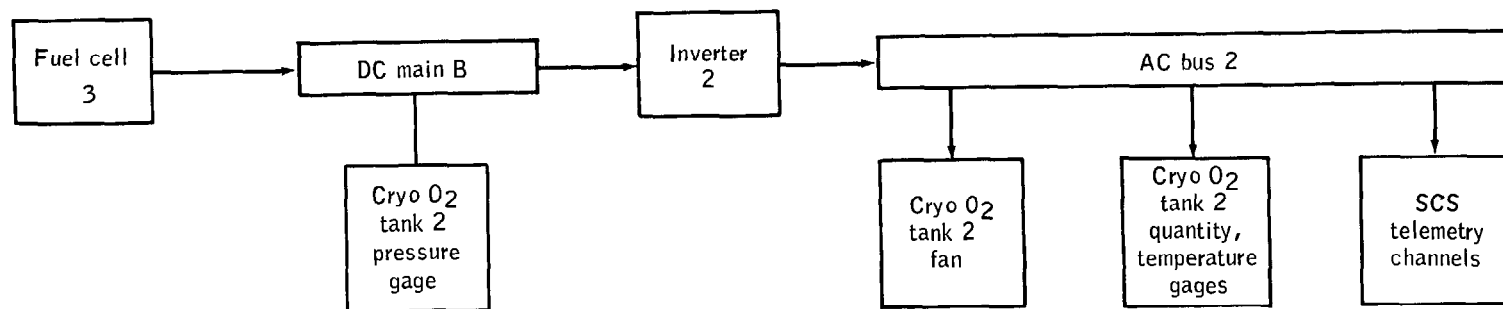 Fuel cell
3
DC main B
Inverter
2
AC bus 2
Cryo O2
tank 2
pressure
gage
Cryo O2
tank 2
fan
Cryo O2
tank 2
quantity,
temperature
gages
SCS
telemetry
channels